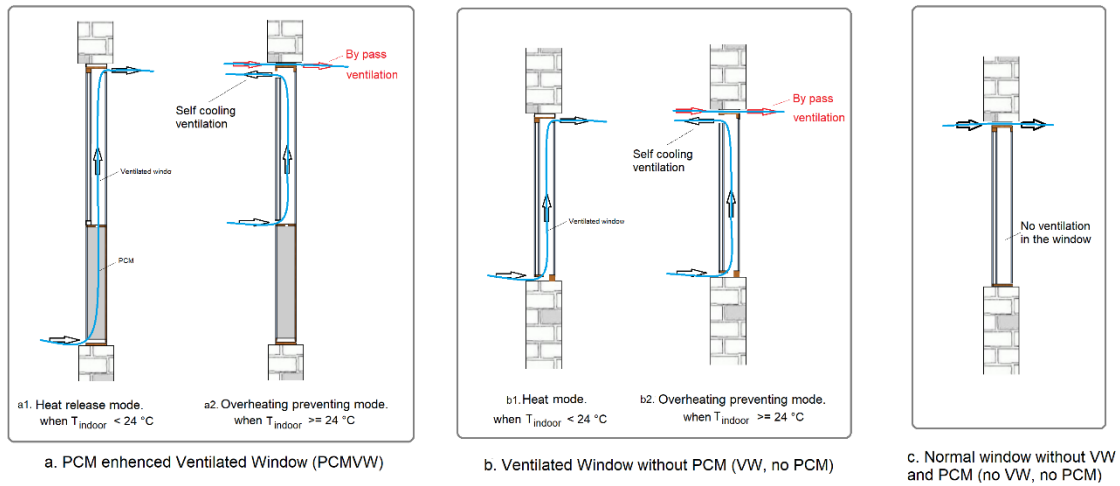 By pass
ventilation
Self cooling
ventilation
Ventilated windo
PCM
a1. Heat release mode.
when T indoor < 24 °C
a2. Overheating preventing mode.
when T indoor >= 24 °C
a. PCM enhenced Ventilated Window (PCMVW)
By pass
ventilation
Self cooling
ventilation
Ventilated window
b1.Heat mode.
when T indoor < 24 °C
b2. Overheating preventing mode.
when T indoor >= 24 °C
b. Ventilated Window without PCM (VW, no PCM)
No ventilation
in the window
c. Normal window without VW
and PCM (no VW, no PCM)